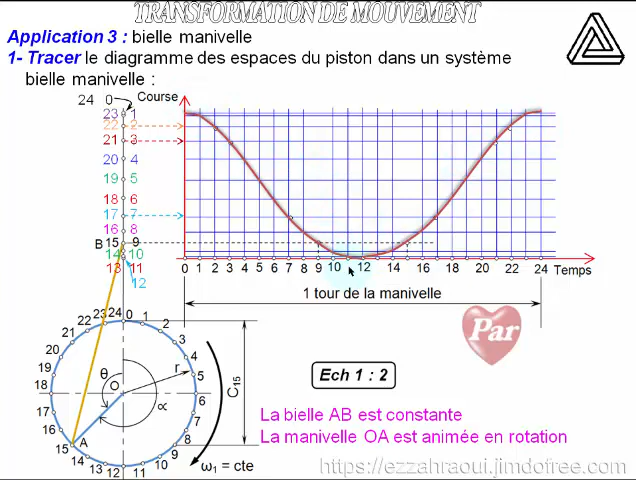 TRANSFORMATION DE MOUVEMENT
Application 3 : bielle manivelle
1- Tracer le diagramme des espaces du piston dans un système
bielle manivelle :
24 0 Course
23 1
22 2
21 3
20 4
19 5
18 6
17 7
16 8
B 15 9
14 10
13 11
12
0 1 2 3 4 5 6 7 8 9 10 11 12 14 16 17 18 20 22 24 Temps
1 tour de la manivelle
24 0 1 2 3 4 5 6 7 8 9 10 11 12 13 14 15 16 17 18 19 20 21 22 23
θ
O
r
α
A
C15
ω1 = cte
Par
Ech 1 : 2
La bielle AB est constante
La manivelle OA est animée en rotation
https://ezzahraoui.jimdofree.com